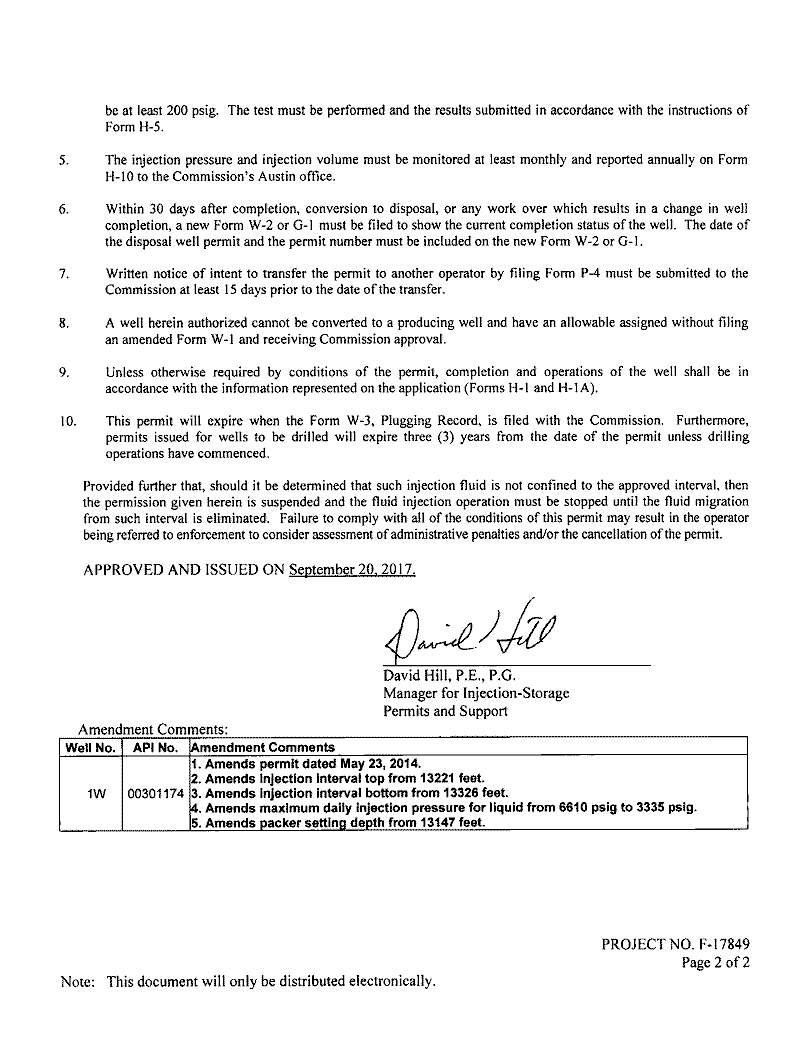 be at least 200 psig. The test must be performed and the results submitted in accordance with the instructions of
Form H-5.
5. The injection pressure and injection volume must be monitored at least monthly and reported annually on Form
H-10 to the Commission's Austin office.
6. Within 30 days after completion, conversion to disposal, or any work over which results in a change in well
completion, a new Form W-2 or G-1 must be filed to show the current completion status of the well. The date of
the disposal well permit and the permit number must be included on the new Form W-2 or G-1.
7. Written notice of intent to transfer the permit to another operator by filing Form P-4 must be submitted to the
Commission at least 15 days prior to the date of the transfer.
8. A well herein authorized cannot be converted to a producing well and have an allowable assigned without filing
an amended Form W-1 and receiving Commission approval.
9. Unless otherwise required by conditions of the permit, completion and operations of the well shall be in
accordance with the information represented on the application (Forms H-1 and H-1A).
10. This permit will expire when the Form W-3, Plugging Record, is filed with the Commission. Furthermore,
permits issued for wells to be drilled will expire three (3) years from the date of the permit unless drilling
operations have commenced.
Provided further that, should it be determined that such injection fluid is not confined to the approved interval, then
the permission given herein is suspended and the fluid injection operation must be stopped until the fluid migration
from such interval is eliminated. Failure to comply with all of the conditions of this permit may result in the operator
being referred to enforcement to consider assessment of administrative penalties and/or the cancellation of the permit.
APPROVED AND ISSUED ON September 20, 2017.
David Hill
David Hill, P.E., P.G.
Manager for Injection-Storage
Permits and Support
Amendment Comments:
Well No. API No. Amendment Comments
1. Amends permit dated May 23, 2014.
2. Amends injection interval top from 13221 feet.
1W 00301174 3. Amends injection interval bottom from 13326 feet.
4. Amends maximum daily injection pressure for liquid from 6610 psig to 3335 psig.
5. Amends packer setting depth from 13147 feet.
PROJECT NO. F-17849
Page 2 of 2
Note: This document will only be distributed electronically.